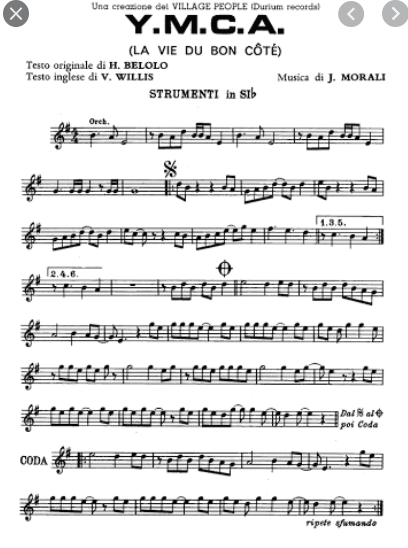 Una creazione dei VILLAGE PEOPLE (Durium records)
Y.M.C.A.
(LA VIE DU BON CÔTÉ)
Testo originale di H. BELOLO
Testo inglese di V. WILLIS
Musica di J. MORALI
STRUMENTI in SI♭
Orch.
1.3.5.
2.4.6.
Dal 𝄋 al 𝄌
poi Coda
CODA
ripete sfumando